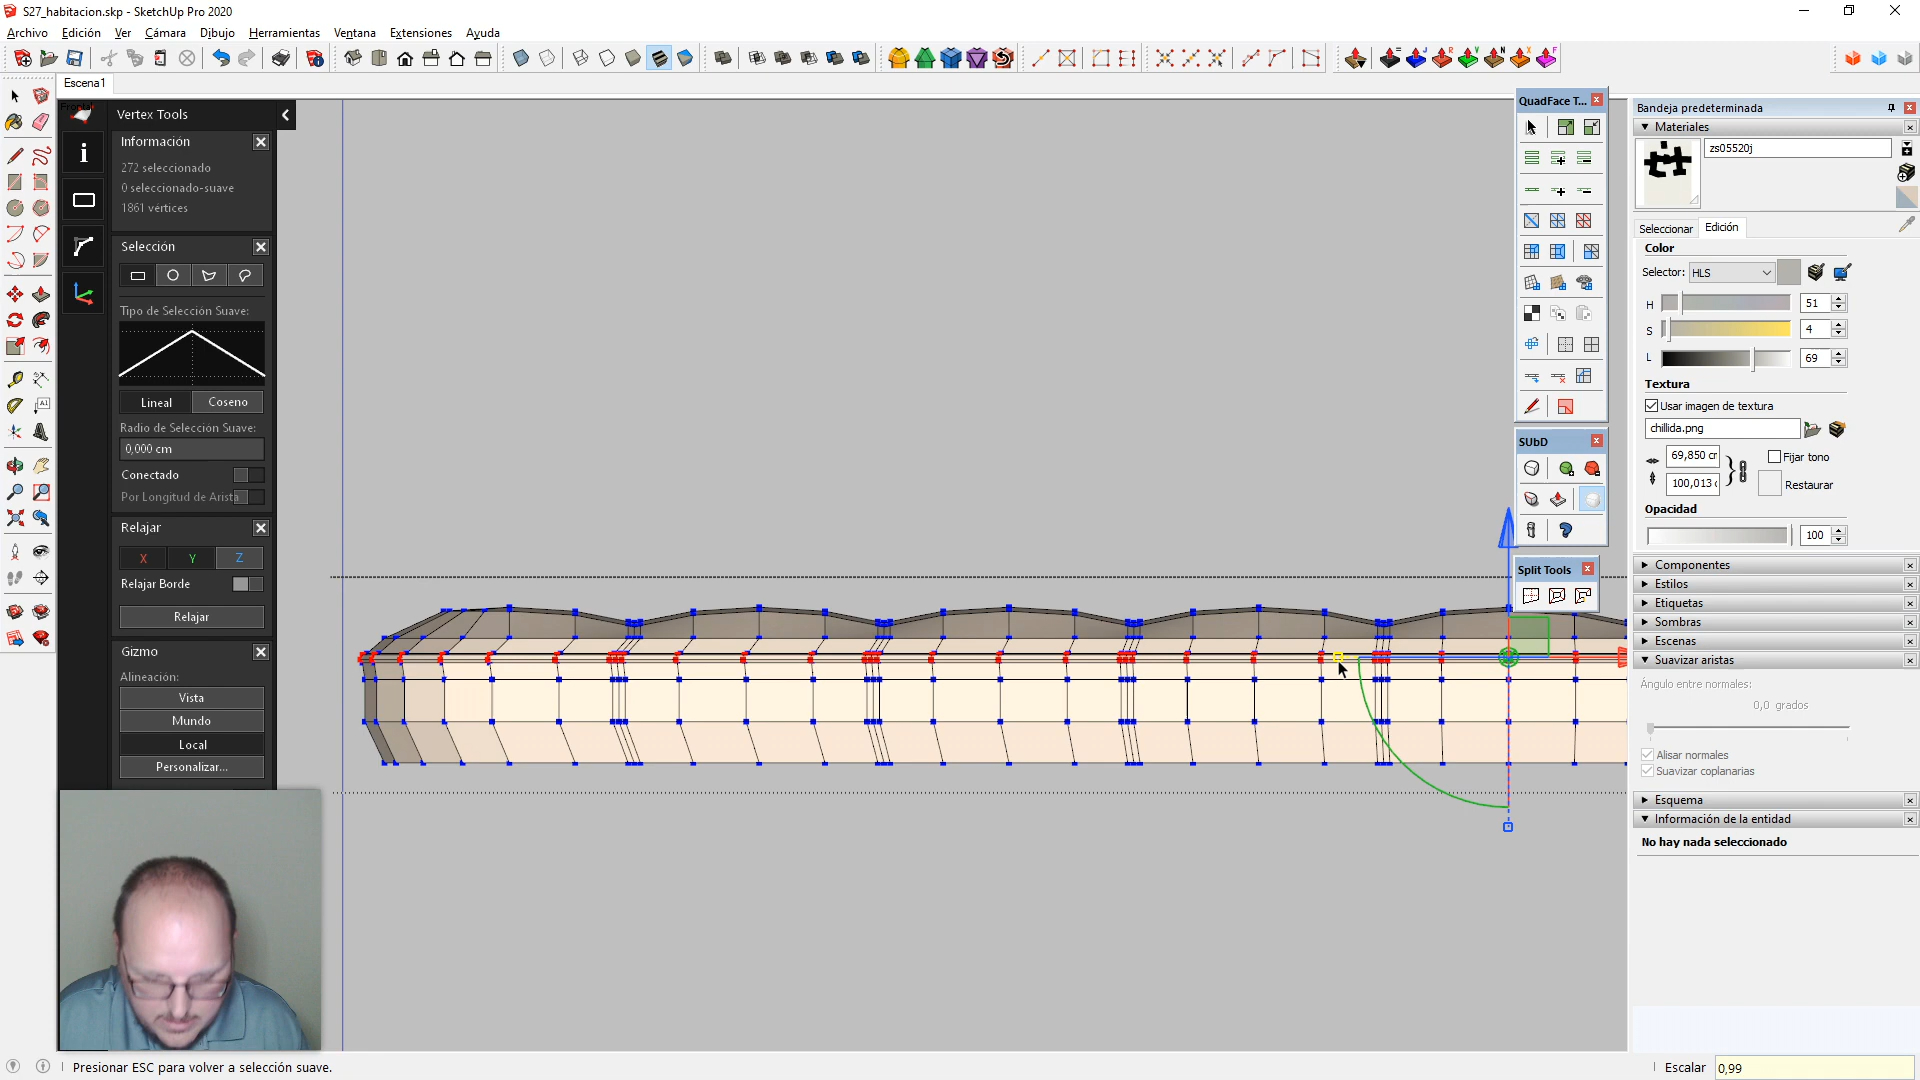 S27_habitacion.skp - SketchUp Pro 2020
Archivo Edición Ver Cámara Dibujo Herramientas Ventana Extensiones Ayuda
Escena1
Vertex Tools
Información
272 seleccionado
0 seleccionado-suave
1861 vértices
Selección
Tipo de Selección Suave:
Lineal Coseno
Radio de Selección Suave:
0,000 cm
Conectado
Por Longitud de Arista
Relajar
X Y Z
Relajar Borde
Relajar
Gizmo
Alineación:
Vista
Mundo
Local
Personalizar...
QuadFace T...
SUbD
Split Tools
Bandeja predeterminada
Materiales
zs05520j
Seleccionar Edición
Color
Selector: HLS
H 51
S 4
L 69
Textura
Usar imagen de textura
chillida.png
69,850 cr
Fijar tono
100,013
Restaurar
Opacidad
100
Componentes
Estilos
Etiquetas
Sombras
Escenas
Suavizar aristas
Ángulo entre normales:
0,0 grados
Alisar normales
Suavizar coplanarias
Esquema
Información de la entidad
No hay nada seleccionado
Presionar ESC para volver a selección suave.
Escalar 0,99